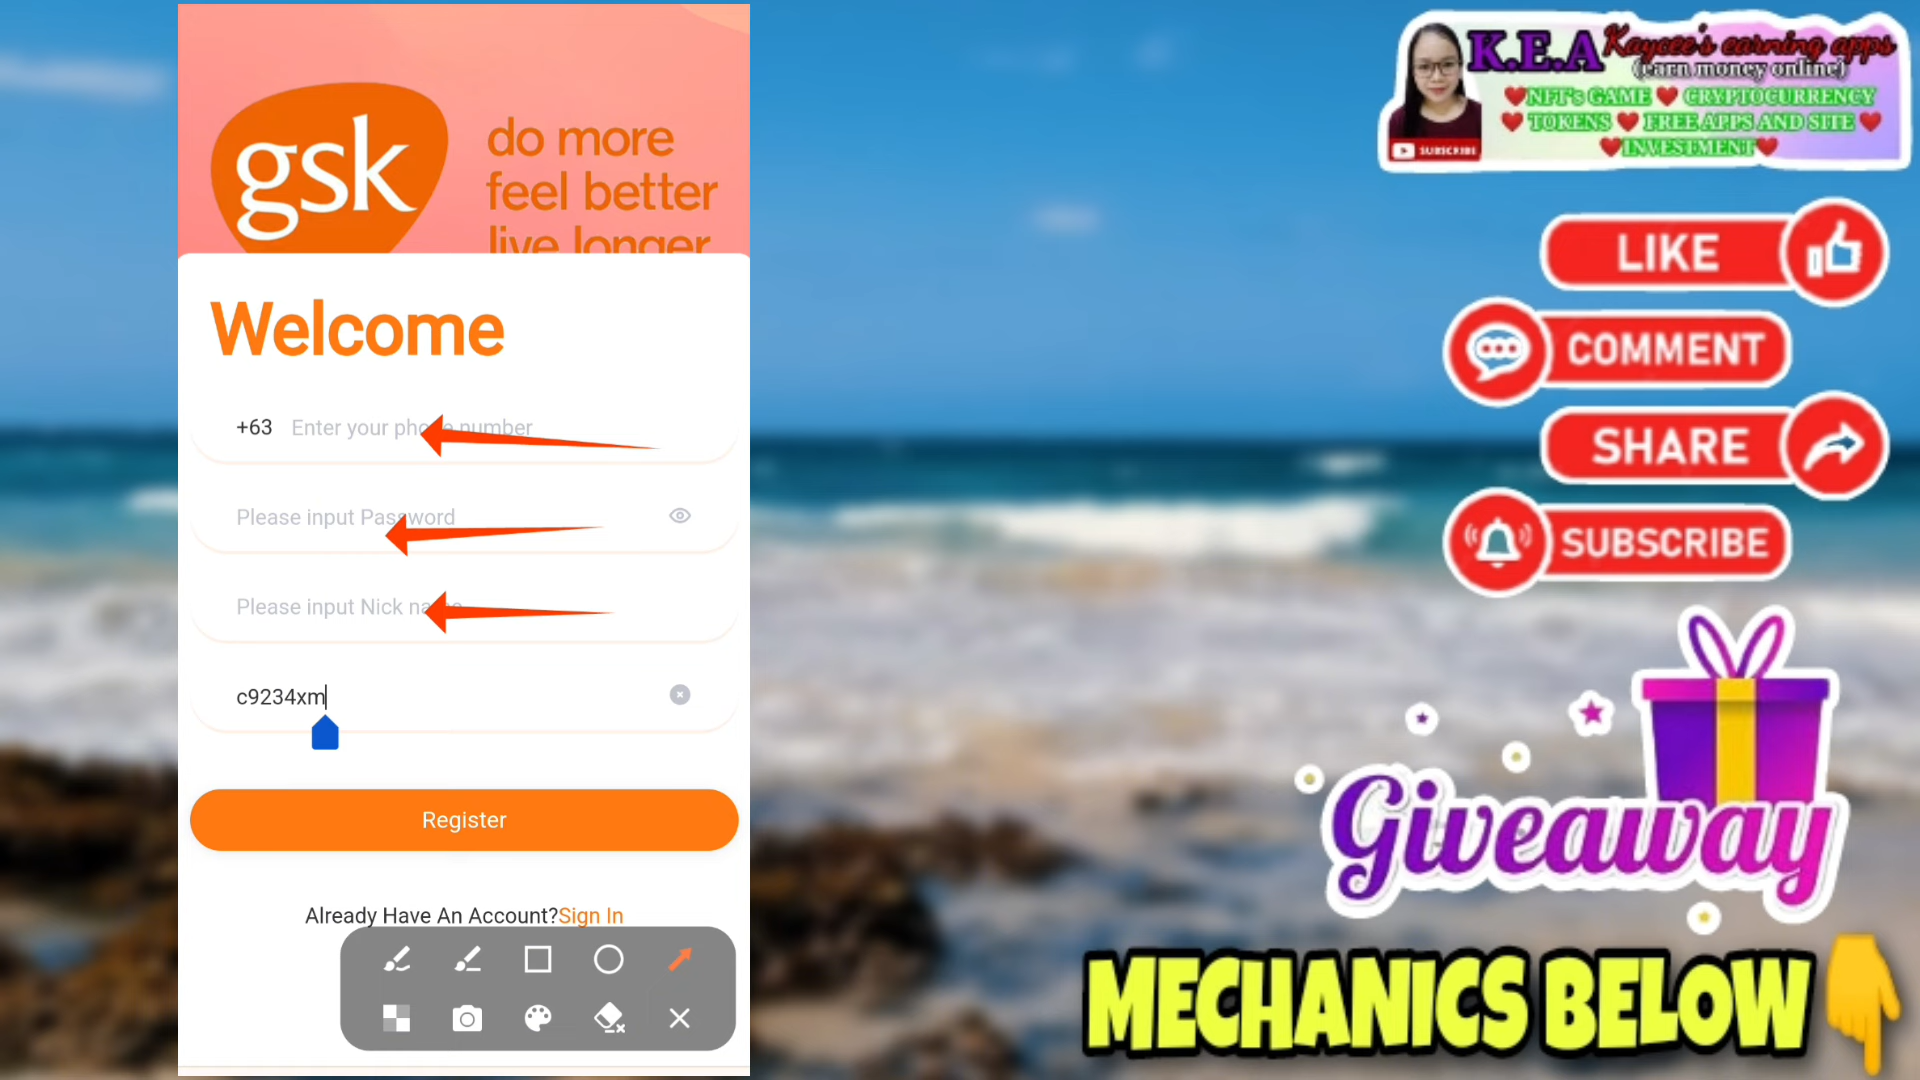 gsk
do more
feel better
live longer
Welcome
+63 Enter your phone number
Please input Password
Please input Nick name
c9234xm
Register
Already Have An Account?Sign In
K.E.A Kaycee's earning apps
(earn money online)
NFT's GAME CRYPTOCURRENCY
TOKENS FREE APPS AND SITE
INVESTMENT
SUBSCRIBE
LIKE
COMMENT
SHARE
SUBSCRIBE
Giveaway
MECHANICS BELOW